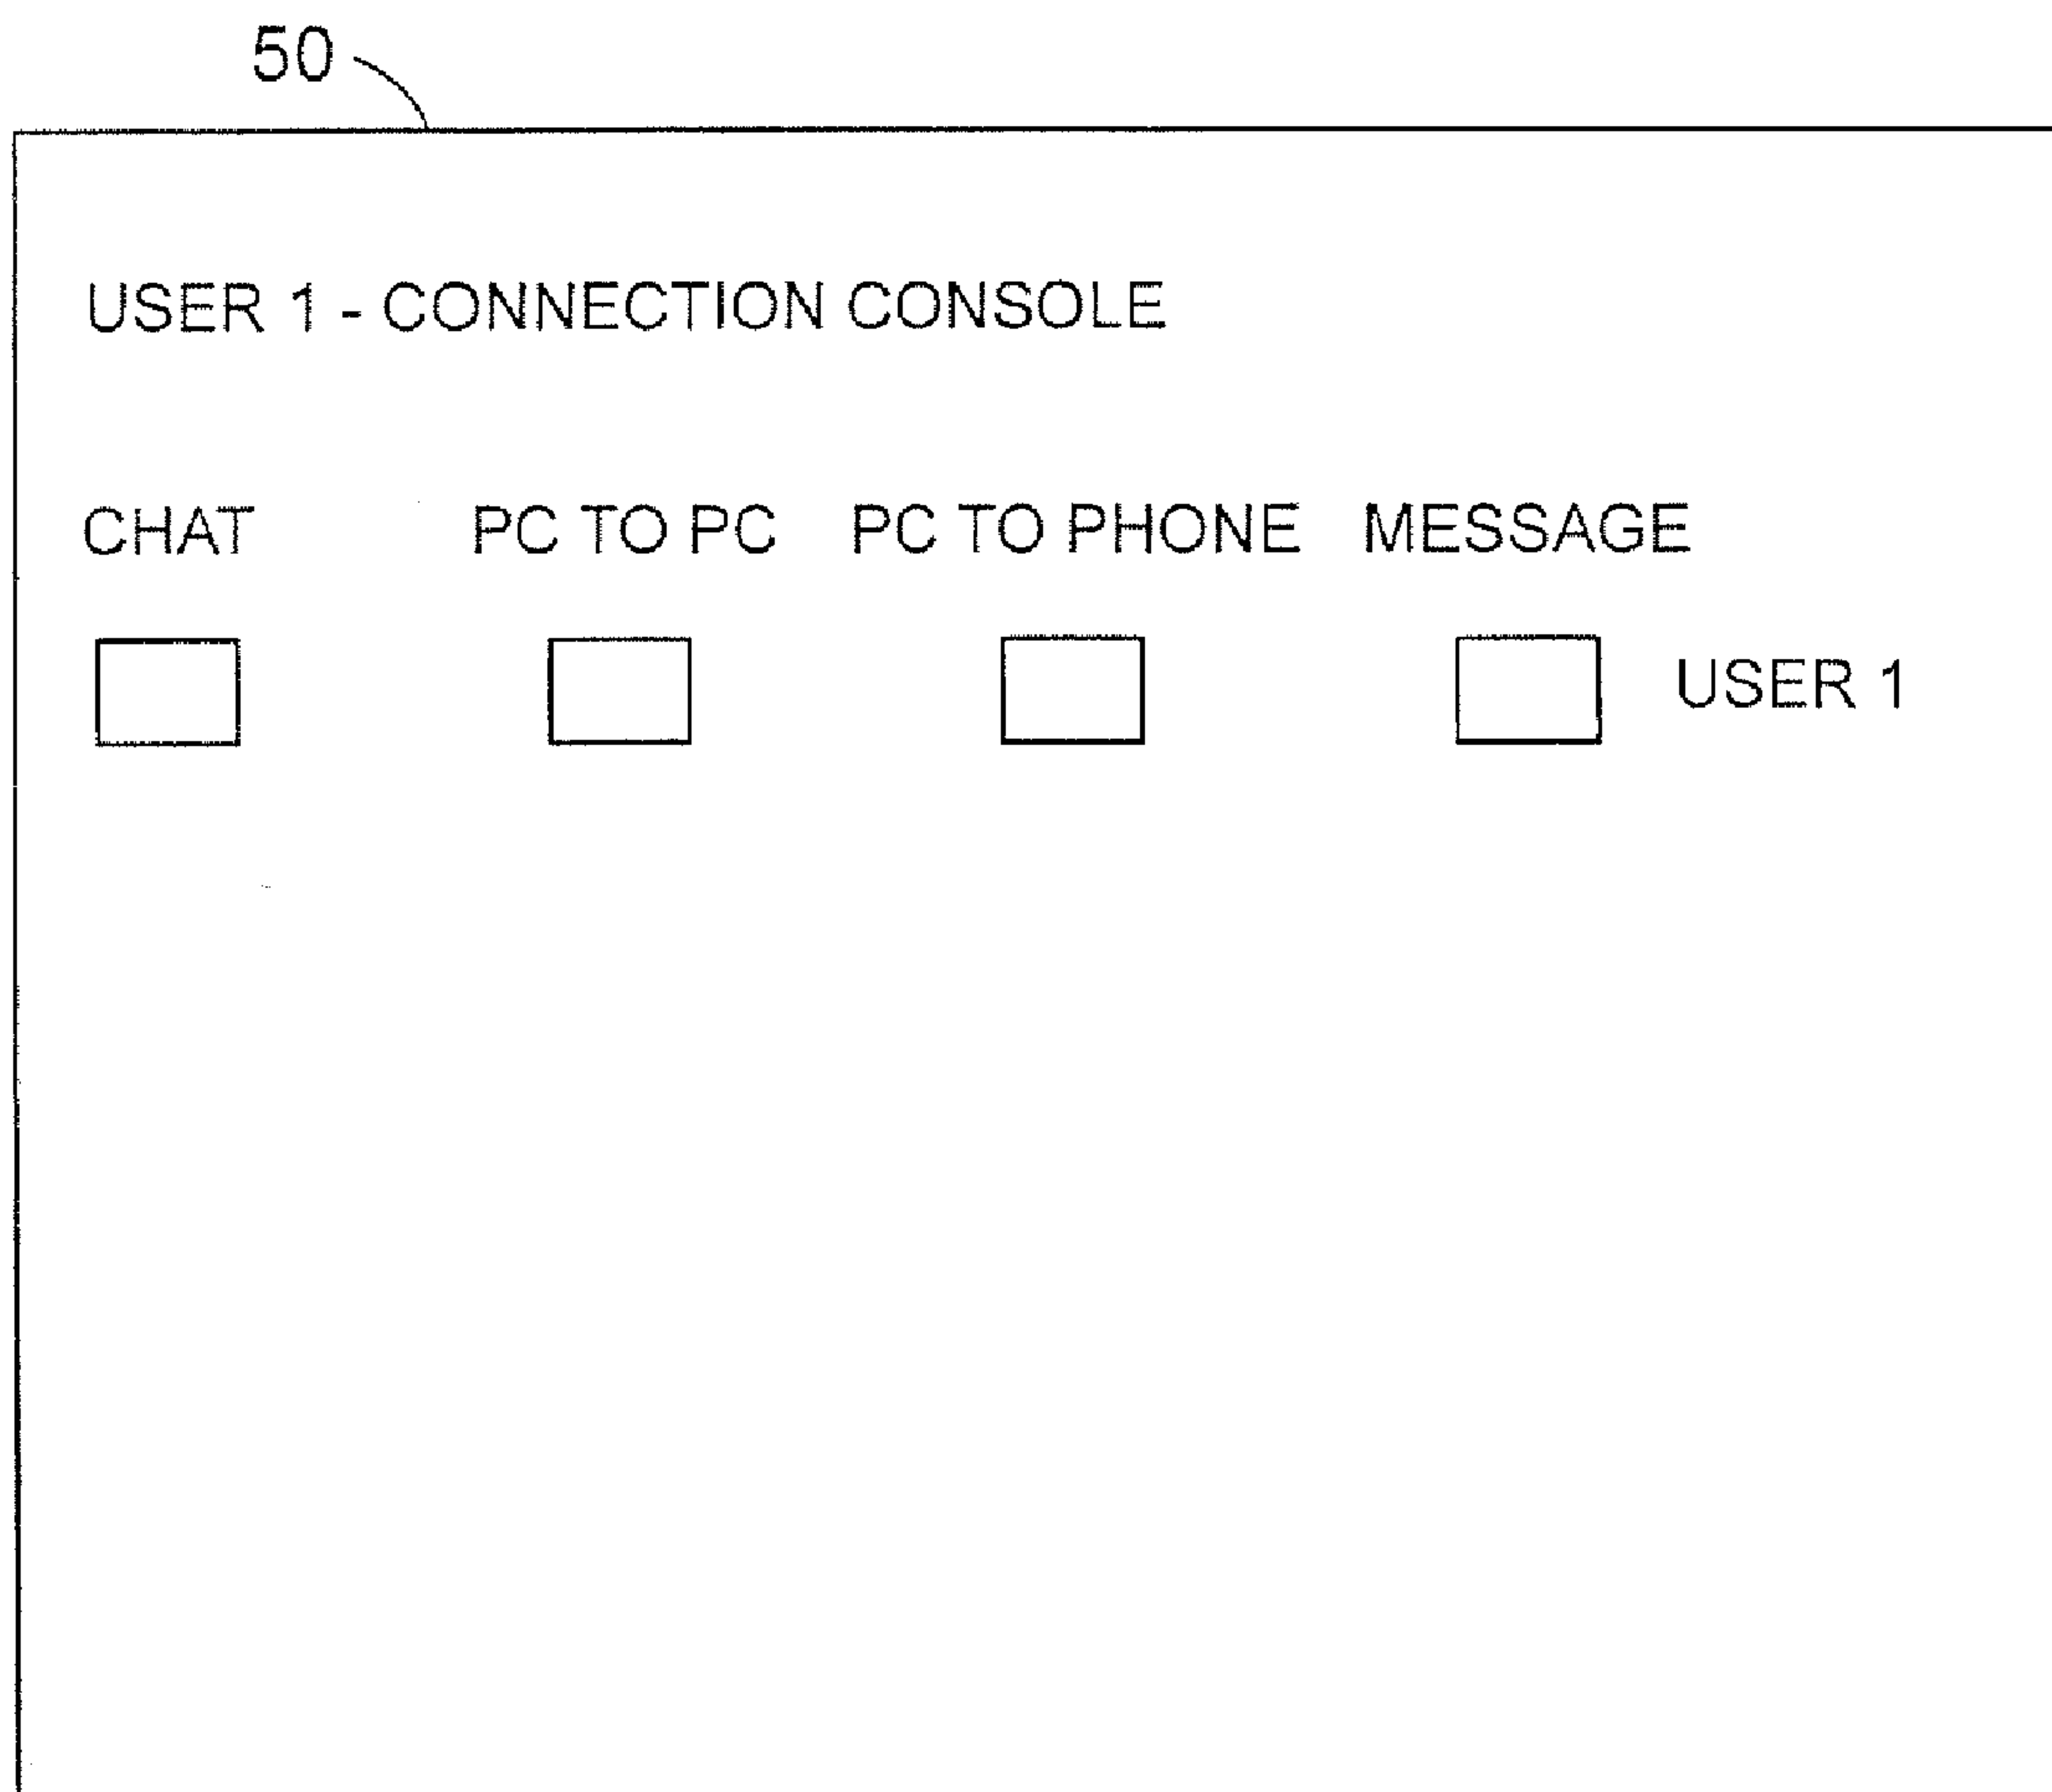 50
USER 1 - CONNECTION CONSOLE
CHAT PC TO PC PC TO PHONE MESSAGE
USER 1